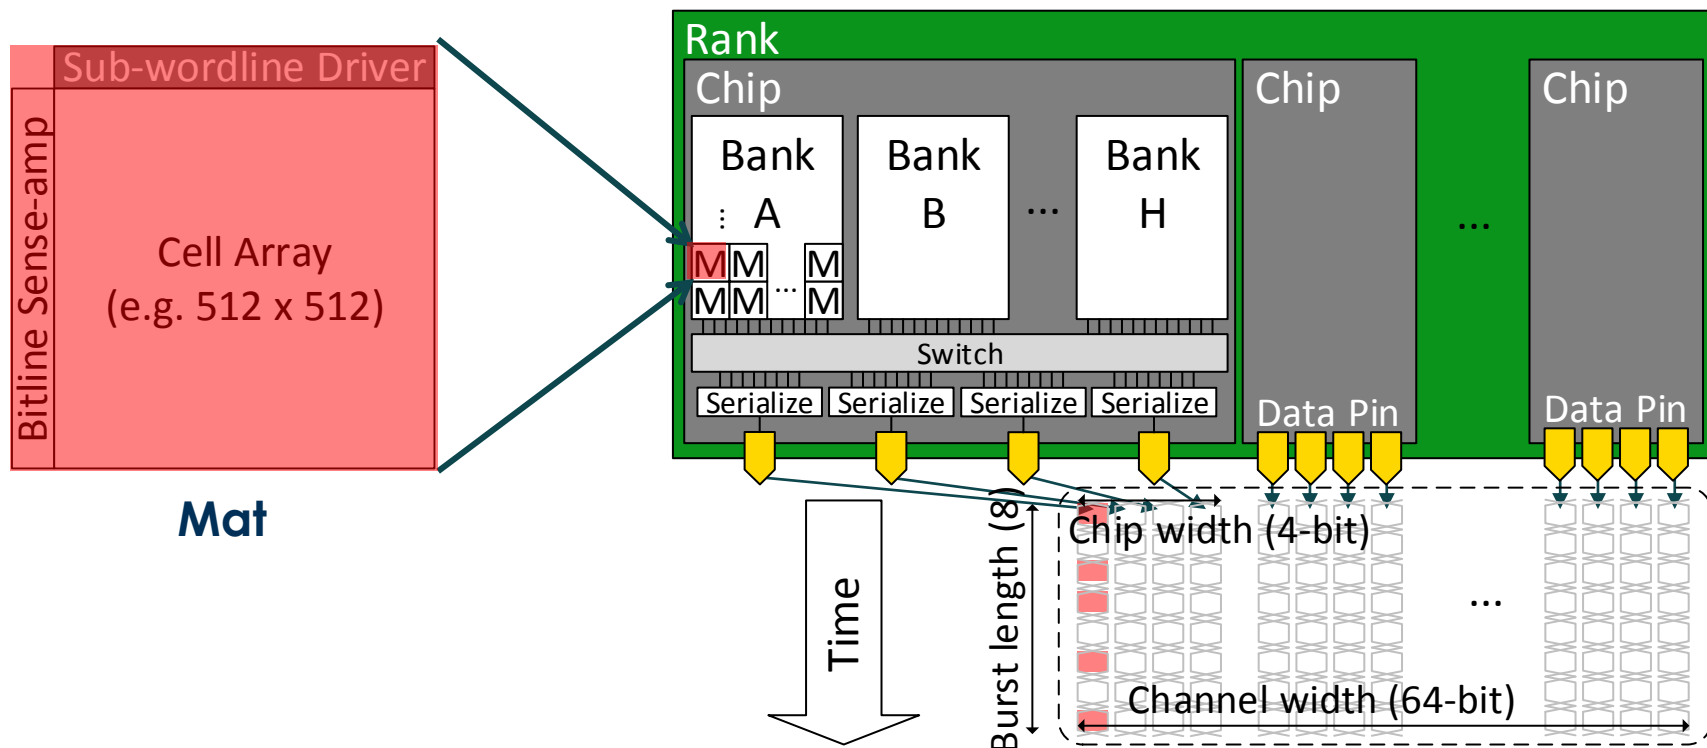 Sub-wordline Driver
Bitline Sense-amp
Cell Array
(e.g. 512 x 512)
Mat
Rank
Chip
Chip
Chip
Bank
A
...
Bank
B
...
Bank
H
...
M
M
M
...
M
M
M
Switch
Serialize
Serialize
Serialize
Serialize
Data Pin
Data Pin
Time
Burst length (8)
Chip width (4-bit)
...
Channel width (64-bit)